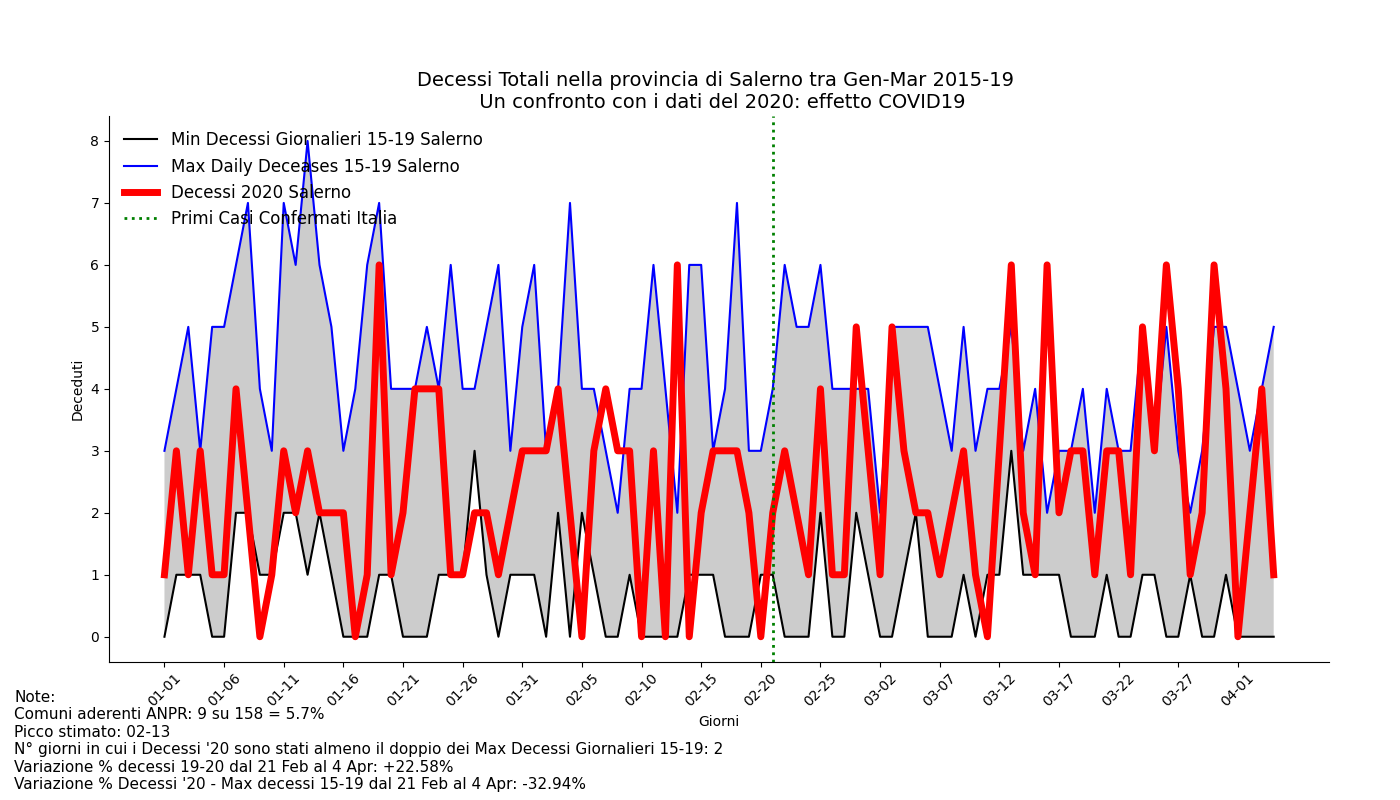 Decessi Totali nella provincia di Salerno tra Gen-Mar 2015-19
Un confronto con i dati del 2020: effetto COVID19
Min Decessi Giornalieri 15-19 Salerno
Max Daily Deceases 15-19 Salerno
Decessi 2020 Salerno
Primi Casi Confermati Italia
8
7
6
5
4
3
2
1
0
Deceduti
01-01
01-06
01-11
01-16
01-21
01-26
01-31
02-05
02-10
02-15
02-20
02-25
03-02
03-07
03-12
03-17
03-22
03-27
04-01
Giorni
Note:
Comuni aderenti ANPR: 9 su 158 = 5.7%
Picco stimato: 02-13
N° giorni in cui i Decessi '20 sono stati almeno il doppio dei Max Decessi Giornalieri 15-19: 2
Variazione % decessi 19-20 dal 21 Feb al 4 Apr: +22.58%
Variazione % Decessi '20 - Max decessi 15-19 dal 21 Feb al 4 Apr: -32.94%